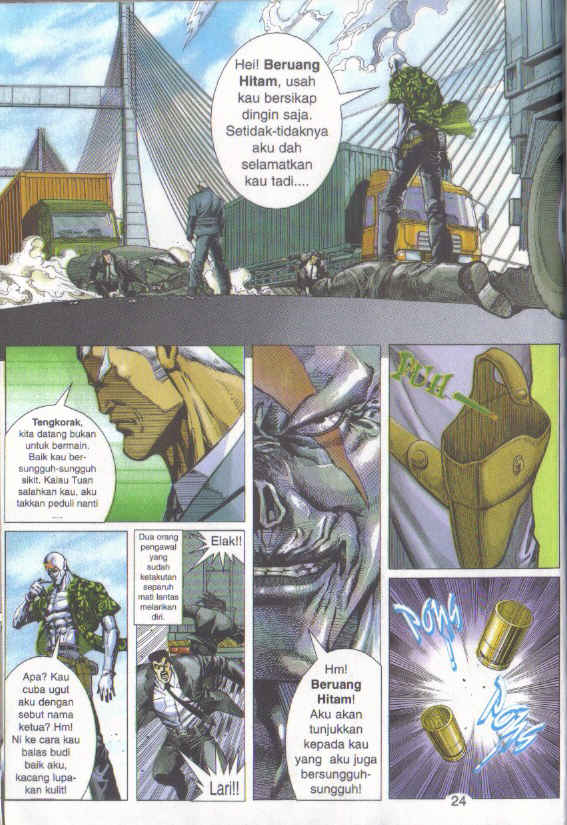 Hei! Beruang
Hitam, usah
kau bersikap
dingin saja.
Setidak-tidaknya
aku dah
selamatkan
kau tadi....
Tengkorak,
kita datang bukan
untuk bermain.
Baik kau ber-
sungguh-sungguh
sikit. Kalau Tuan
salahkan kau, aku
takkan peduli nanti
....
FUH
Apa? Kau
cuba ugut
aku dengan
sebut nama
ketua? Hm!
Ni ke cara kau
balas budi
baik aku,
kacang lupa-
kan kulit!
Dua orang
pengawal
yang
sudah
ketakutan
separuh
mati lantas
melarikan
diri.
Elak!!
Lari!!
Hm!
Beruang
Hitam!
Aku akan
tunjukkan
kepada kau
yang aku juga
bersungguh-
sungguh!
PONG
PONG
24